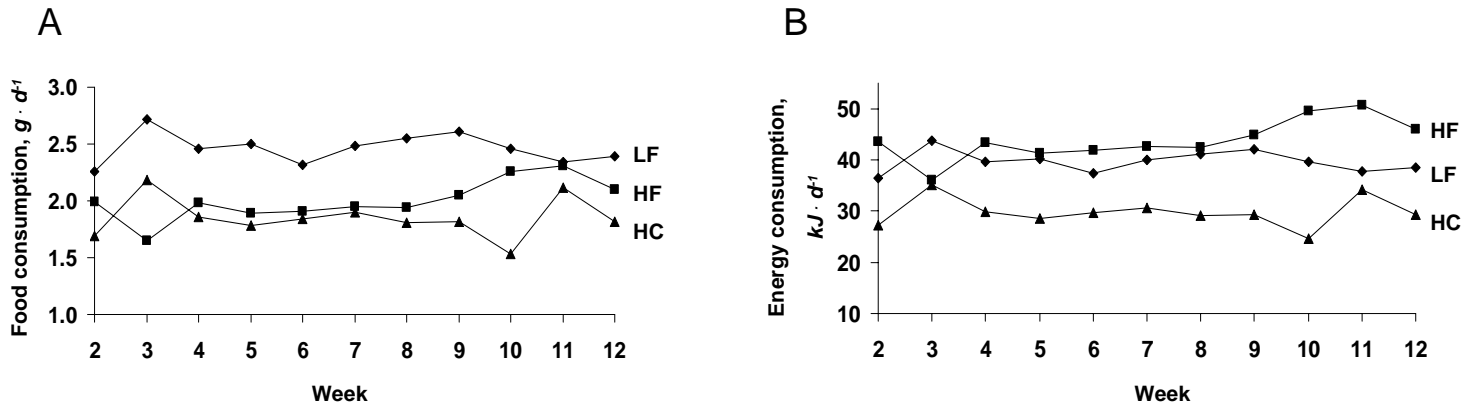 A
Food consumption, g · d-1
3.0
2.5
2.0
1.5
1.0
2 3 4 5 6 7 8 9 10 11 12
Week
LF
HF
HC
B
Energy consumption,
kJ · d-1
50
40
30
20
10
2 3 4 5 6 7 8 9 10 11 12
Week
HF
LF
HC